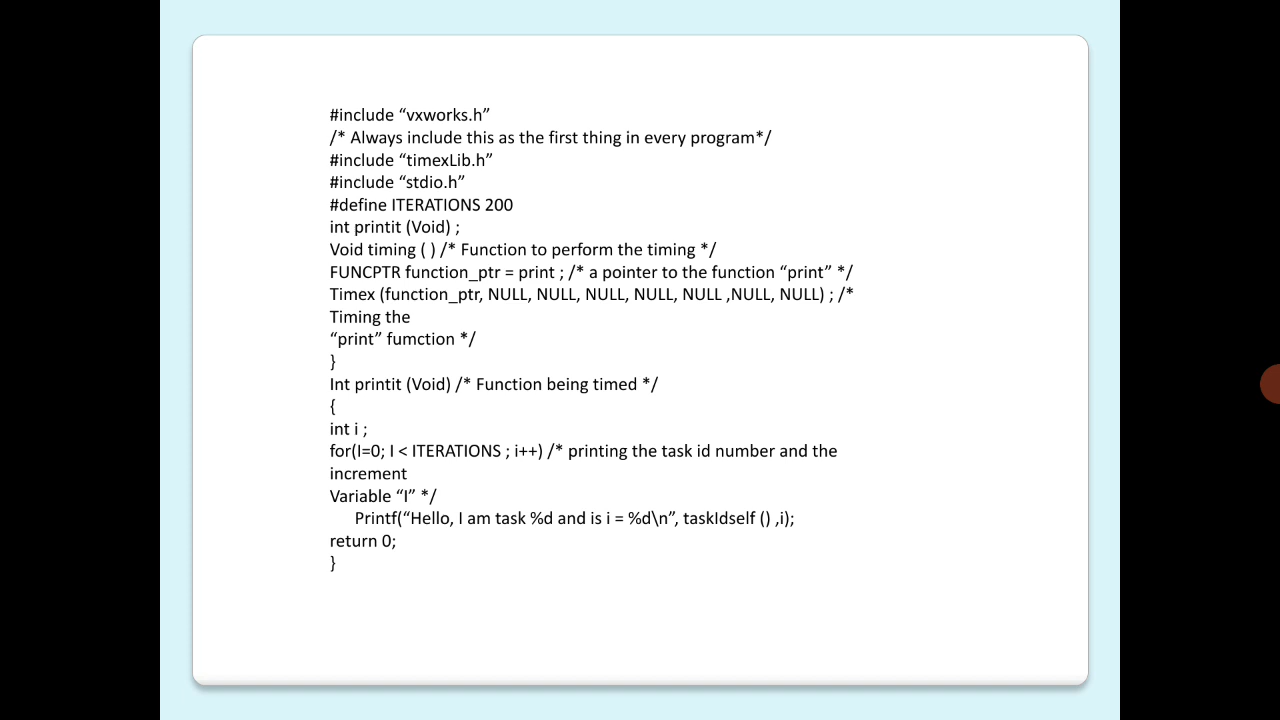 #include “vxworks.h”
/* Always include this as the first thing in every program*/
#include “timexLib.h”
#include “stdio.h”
#define ITERATIONS 200
int printit (Void) ;
Void timing ( ) /* Function to perform the timing */
FUNCPTR function_ptr = print ; /* a pointer to the function “print” */
Timex (function_ptr, NULL, NULL, NULL, NULL, NULL ,NULL, NULL) ; /*
Timing the
“print” fumction */
}
Int printit (Void) /* Function being timed */
{
int i ;
for(I=0; I < ITERATIONS ; i++) /* printing the task id number and the
increment
Variable “I” */
Printf(“Hello, I am task %d and is i = %d\n”, taskIdself () ,i);
return 0;
}